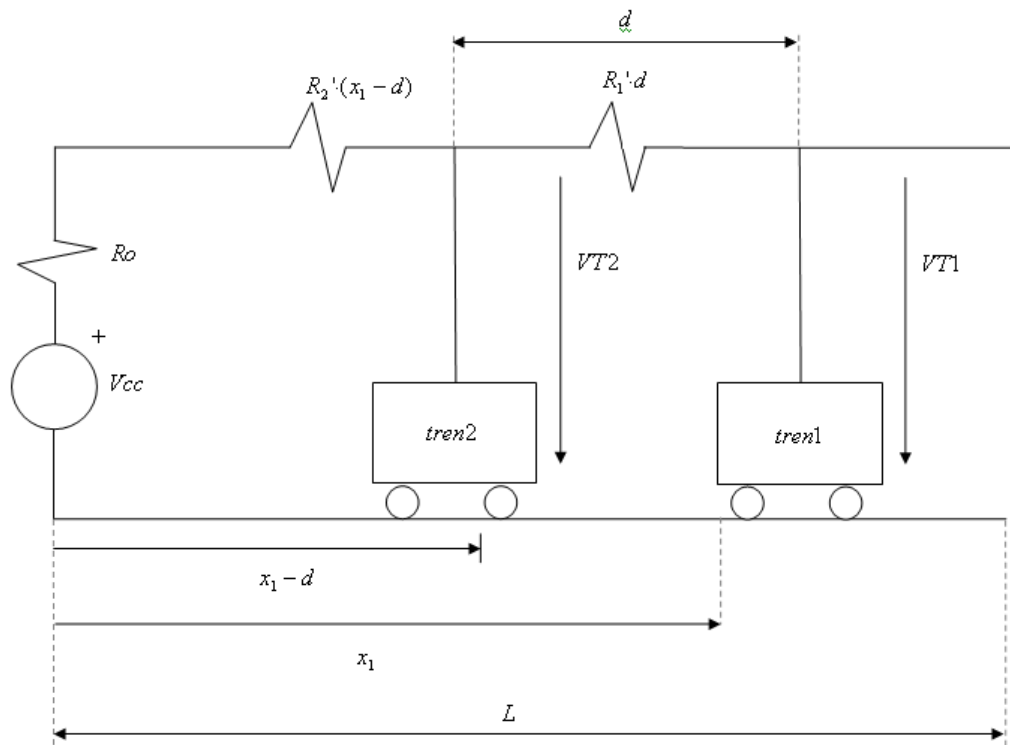 d
R₂'·(x₁ − d)
R₁'·d
Ro
VT2
VT1
+
Vcc
tren2
tren1
x₁ − d
x₁
L